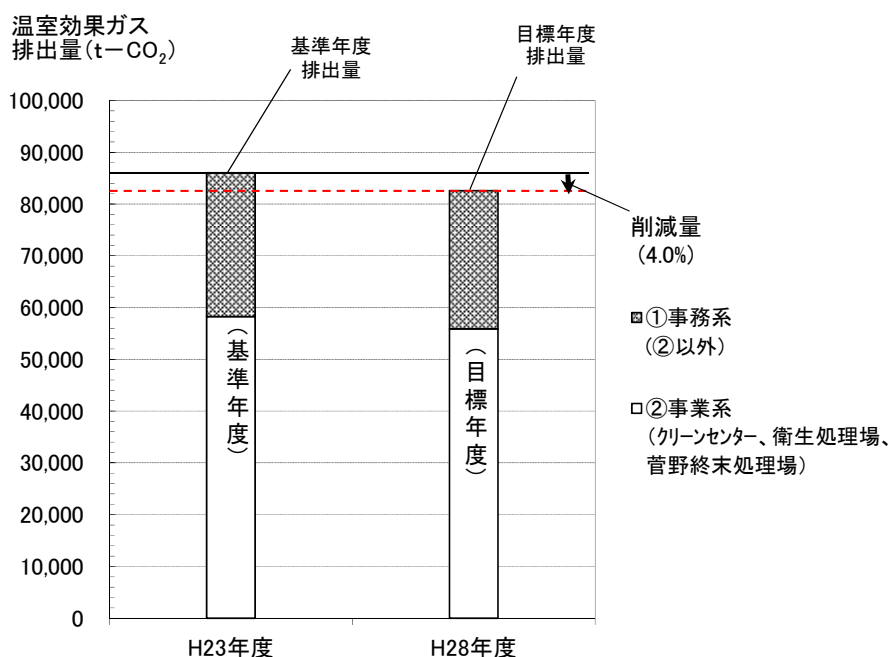 温室効果ガス
排出量(t-CO₂)
基準年度
排出量
目標年度
排出量
100,000
90,000
80,000
70,000
60,000
50,000
40,000
30,000
20,000
10,000
0
(基準年度)
(目標年度)
H23年度
H28年度
削減量
(4.0%)
①事務系
(②以外)
②事業系
(クリーンセンター、衛生処理場、
菅野終末処理場)